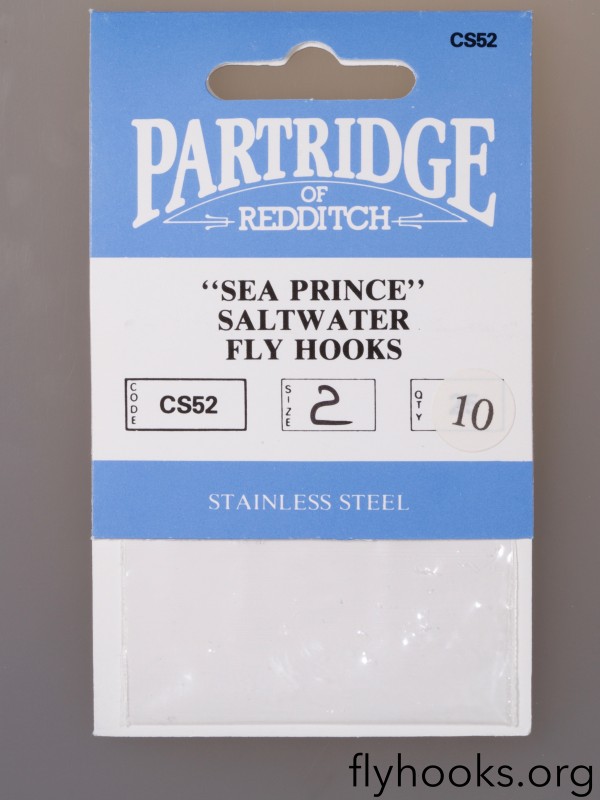 CS52
PARTRIDGE
OF
REDDITCH
“SEA PRINCE”
SALTWATER
FLY HOOKS
CODE CS52 SIZE 2 QTY 10
STAINLESS STEEL
flyhooks.org